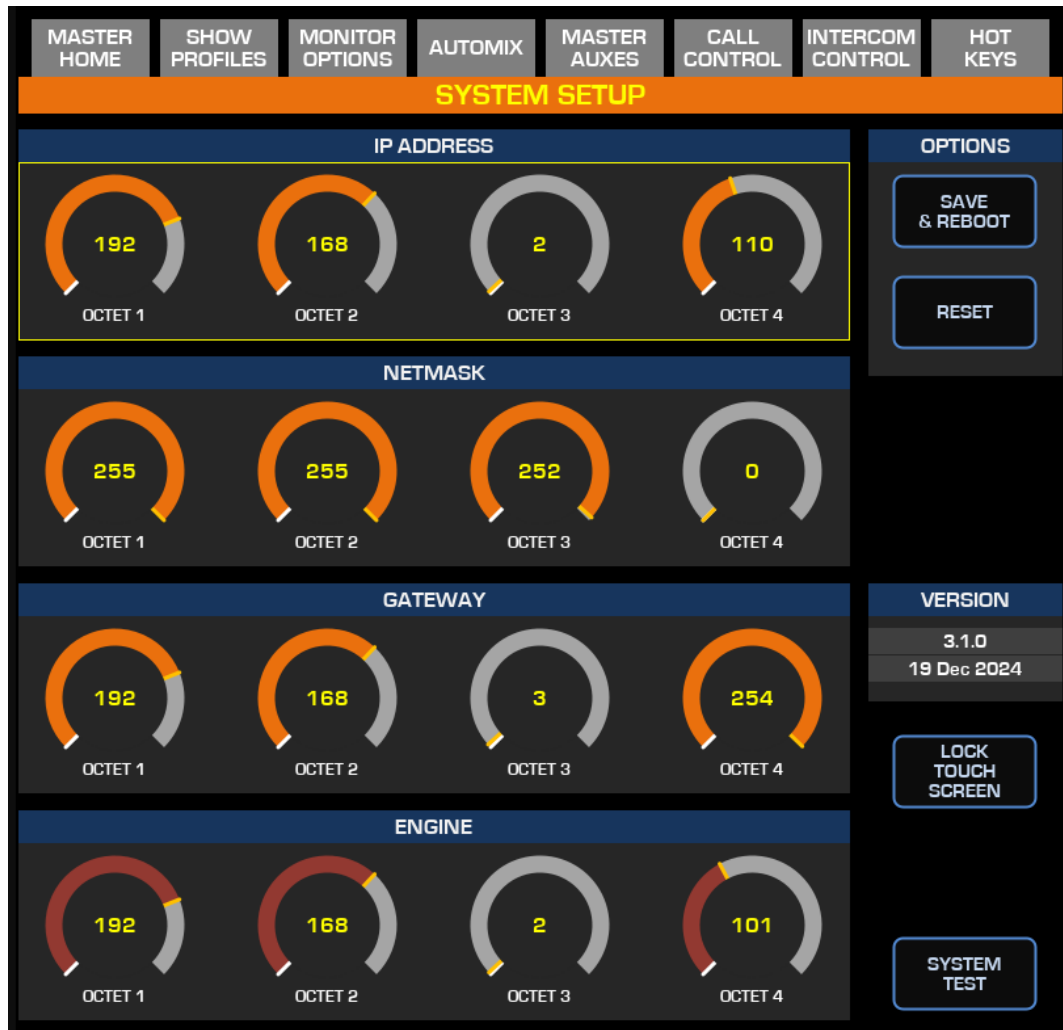 MASTER HOME
SHOW PROFILES
MONITOR OPTIONS
AUTOMIX
MASTER AUXES
CALL CONTROL
INTERCOM CONTROL
HOT KEYS
SYSTEM SETUP
IP ADDRESS
192
168
2
110
OCTET 1
OCTET 2
OCTET 3
OCTET 4
OPTIONS
SAVE
& REBOOT
RESET
NETMASK
255
255
252
0
OCTET 1
OCTET 2
OCTET 3
OCTET 4
GATEWAY
192
168
3
254
OCTET 1
OCTET 2
OCTET 3
OCTET 4
VERSION
3.1.0
19 Dec 2024
LOCK
TOUCH
SCREEN
ENGINE
192
168
2
101
OCTET 1
OCTET 2
OCTET 3
OCTET 4
SYSTEM
TEST